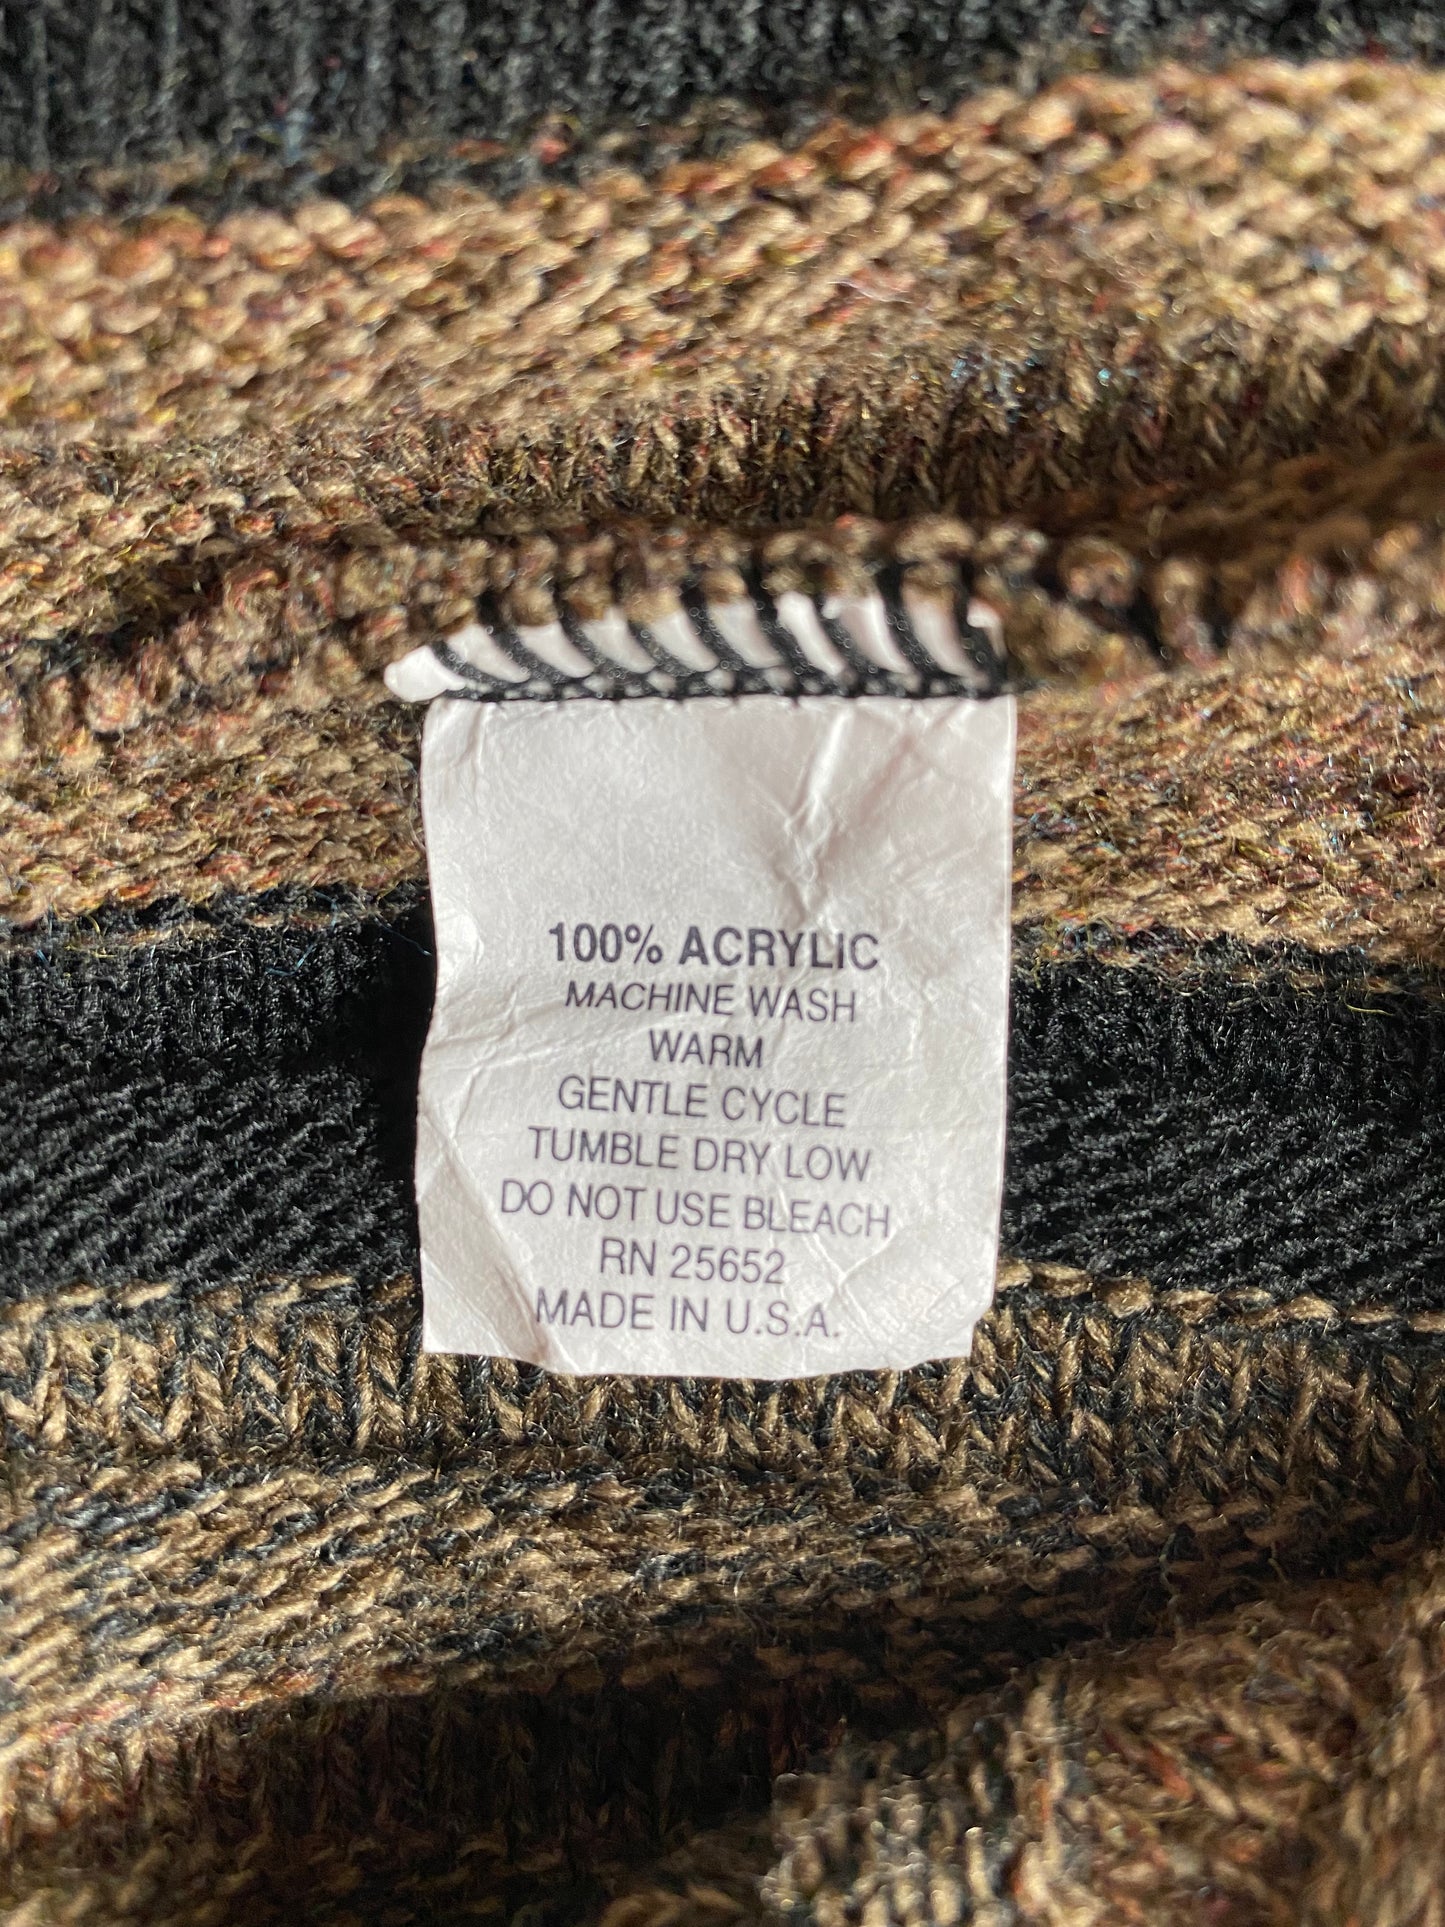 100% ACRYLIC
MACHINE WASH
WARM
GENTLE CYCLE
TUMBLE DRY LOW
DO NOT USE BLEACH
RN 25652
MADE IN U.S.A.